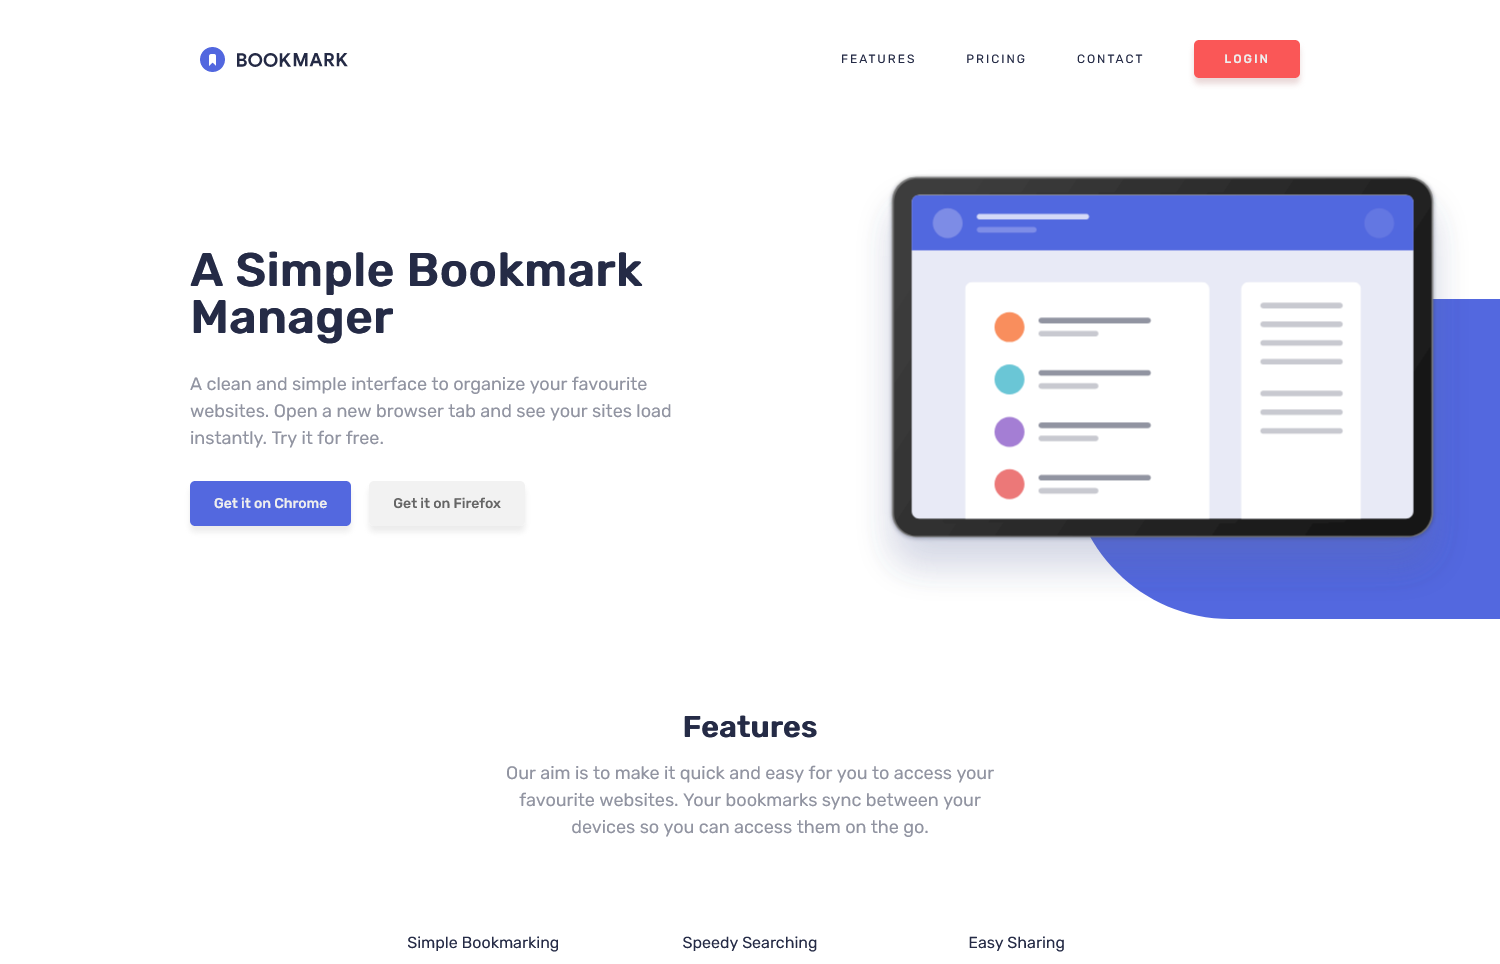 BOOKMARK
FEATURES
PRICING
CONTACT
LOGIN
A Simple Bookmark
Manager
A clean and simple interface to organize your favourite
websites. Open a new browser tab and see your sites load
instantly. Try it for free.
Get it on Chrome
Get it on Firefox
Features
Our aim is to make it quick and easy for you to access your
favourite websites. Your bookmarks sync between your
devices so you can access them on the go.
Simple Bookmarking
Speedy Searching
Easy Sharing